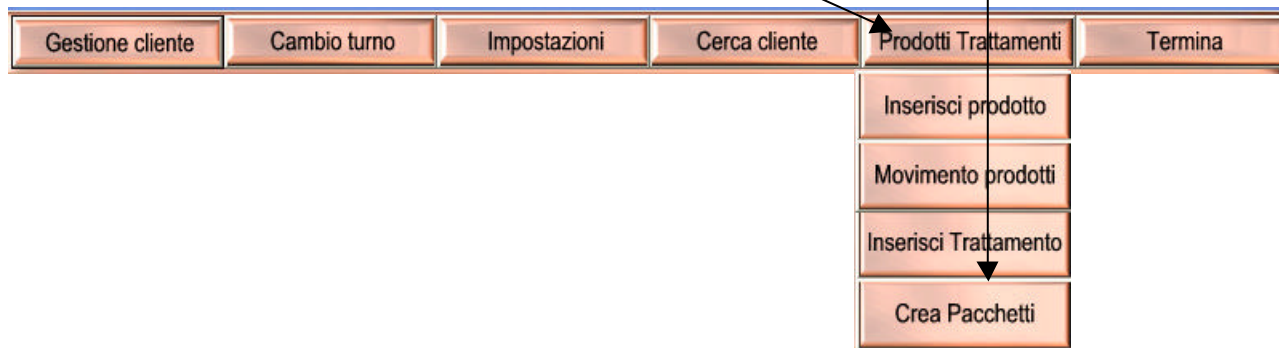 Gestione cliente Cambio turno Impostazioni Cerca cliente Prodotti Trattamenti Termina
Inserisci prodotto
Movimento prodotti
Inserisci Trattamento
Crea Pacchetti